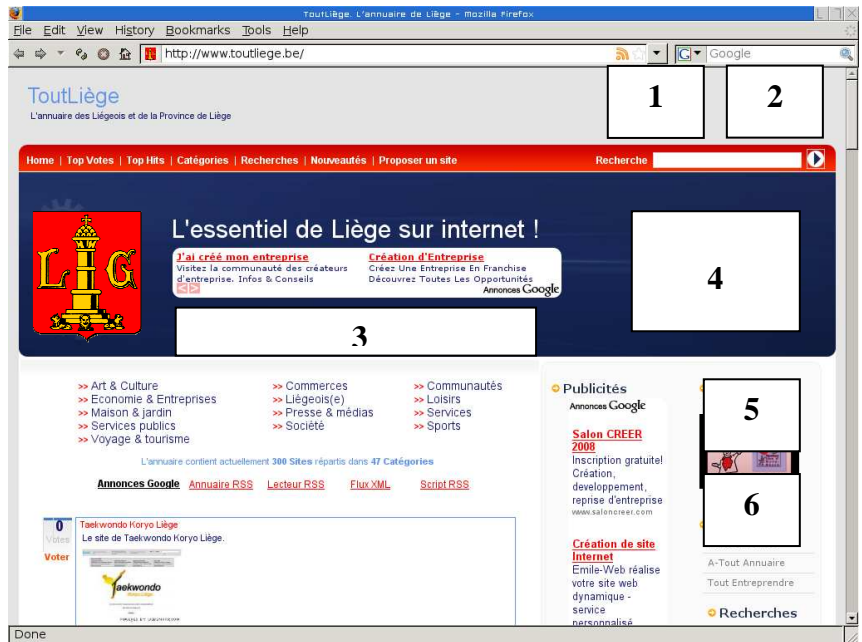 ToutLiège. L'annuaire de Liège - Mozilla Firefox
File Edit View History Bookmarks Tools Help
http://www.toutliege.be/
G Google
1
2
ToutLiège
L'annuaire des Liégeois et de la Province de Liège
Home | Top Votes | Top Hits | Catégories | Recherches | Nouveautés | Proposer un site
Recherche
L'essentiel de Liège sur internet !
LIG
J'ai créé mon entreprise
Visitez la communauté des créateurs
d'entreprise. Infos & Conseils
Création d'Entreprise
Créez Une Entreprise En Franchise
Découvrez Toutes Les Opportunités
Annonces Google
3
4
>> Art & Culture
>> Economie & Entreprises
>> Maison & jardin
>> Services publics
>> Voyage & tourisme
>> Commerces
>> Liègeois(e)
>> Presse & médias
>> Société
>> Communautés
>> Loisirs
>> Services
>> Sports
L'annuaire contient actuellement 300 Sites répartis dans 47 Catégories
Annonces Google Annuaire RSS Lecteur RSS Flux XML Script RSS
0
Votes
Voter
Taekwondo Koryo Liège
Le site de Taekwondo Koryo Liège.
Taekwondo
Publicités
Annonces Google
Salon CREER
2008
Inscription gratuite!
Création,
developpement,
reprise d'entreprise
www.saloncreer.com
Création de site
Internet
Emile-Web réalise
votre site web
dynamique -
service
personnalisé
5
6
A-Tout Annuaire
Tout Entreprendre
Recherches
Done